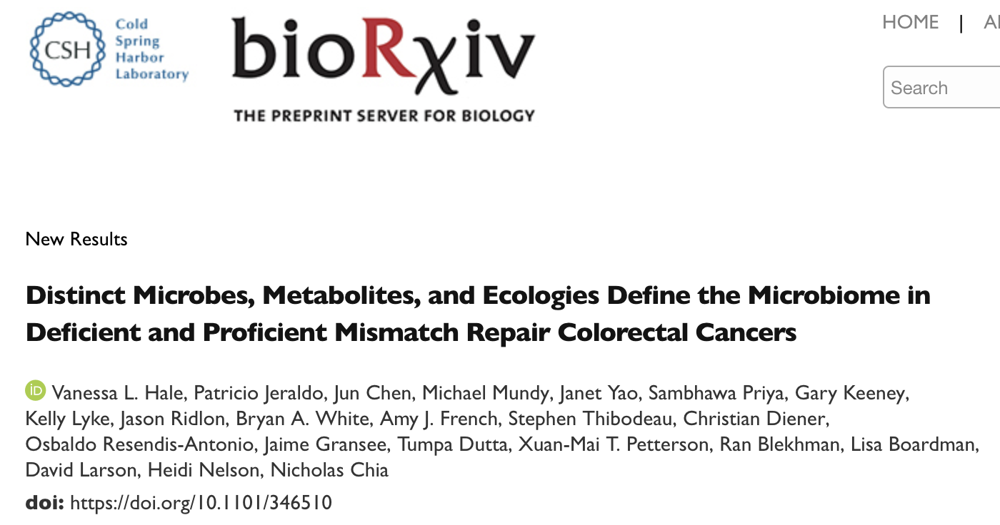 CSH
Cold
Spring
Harbor
Laboratory
bioRxiv
THE PREPRINT SERVER FOR BIOLOGY
HOME |
Search
New Results
Distinct Microbes, Metabolites, and Ecologies Define the Microbiome in
Deficient and Proficient Mismatch Repair Colorectal Cancers
iD Vanessa L. Hale, Patricio Jeraldo, Jun Chen, Michael Mundy, Janet Yao, Sambhawa Priya, Gary Keeney,
Kelly Lyke, Jason Ridlon, Bryan A. White, Amy J. French, Stephen Thibodeau, Christian Diener,
Osbaldo Resendis-Antonio, Jaime Gransee, Tumpa Dutta, Xuan-Mai T. Petterson, Ran Blekhman, Lisa Boardman,
David Larson, Heidi Nelson, Nicholas Chia
doi: https://doi.org/10.1101/346510